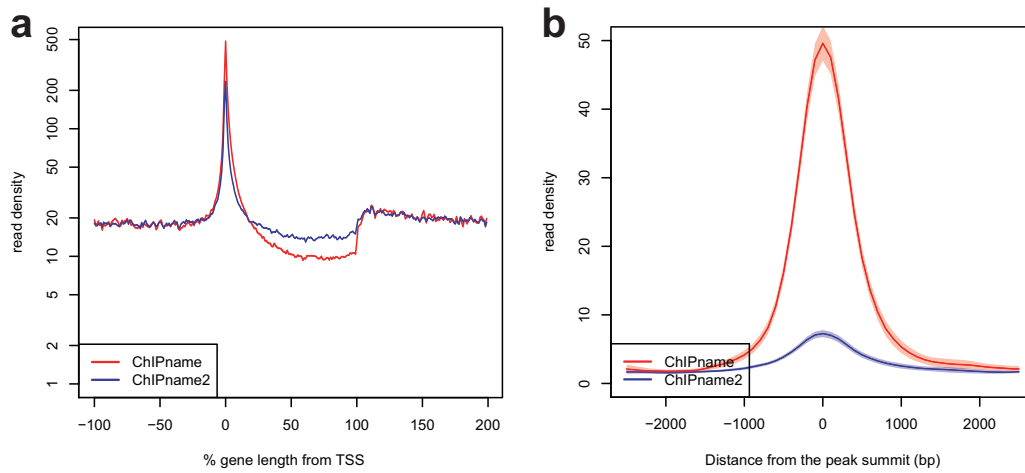 a
500
200
100
50
20
10
5
2
1
read density
ChIPname
ChIPname2
−100
−50
0
50
100
150
200
% gene length from TSS
b
50
40
30
20
10
0
read density
ChIPname
ChIPname2
−2000
−1000
0
1000
2000
Distance from the peak summit (bp)